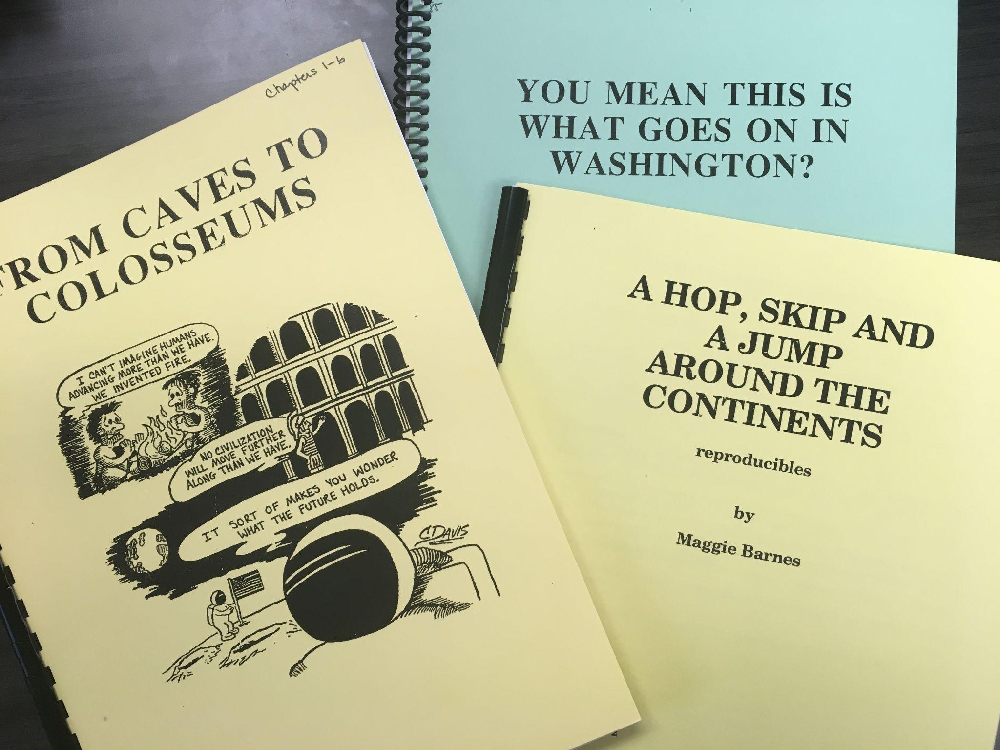 Chapters 1-6
FROM CAVES TO
COLOSSEUMS
I CAN'T IMAGINE HUMANS
ADVANCING MORE THAN WE HAVE.
WE INVENTED FIRE.
NO CIVILIZATION
WILL MOVE FURTHER
ALONG THAN WE HAVE.
IT SORT OF MAKES YOU WONDER
WHAT THE FUTURE HOLDS.
CDAVIS
YOU MEAN THIS IS
WHAT GOES ON IN
WASHINGTON?
A HOP, SKIP AND
A JUMP
AROUND THE
CONTINENTS
reproducibles
by
Maggie Barnes